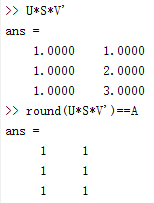 >> U*S*V'
ans =
1.0000 1.0000
1.0000 2.0000
1.0000 3.0000
>> round(U*S*V')==A
ans =
1 1
1 1
1 1